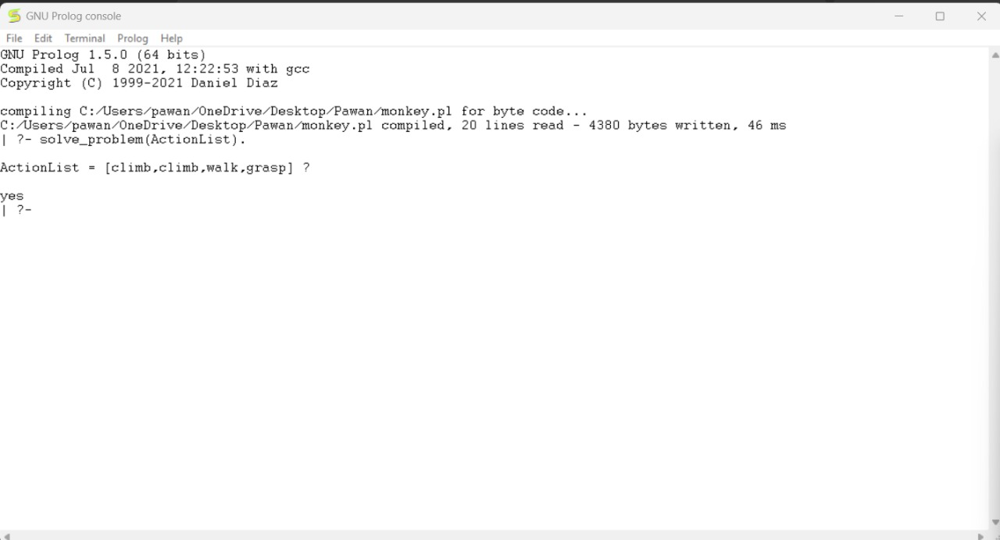 GNU Prolog console
File Edit Terminal Prolog Help
GNU Prolog 1.5.0 (64 bits)
Compiled Jul  8 2021, 12:22:53 with gcc
Copyright (C) 1999-2021 Daniel Diaz
compiling C:/Users/pawan/OneDrive/Desktop/Pawan/monkey.pl for byte code...
C:/Users/pawan/OneDrive/Desktop/Pawan/monkey.pl compiled, 20 lines read - 4380 bytes written, 46 ms
| ?- solve_problem(ActionList).
ActionList = [climb,climb,walk,grasp] ?
yes
| ?-